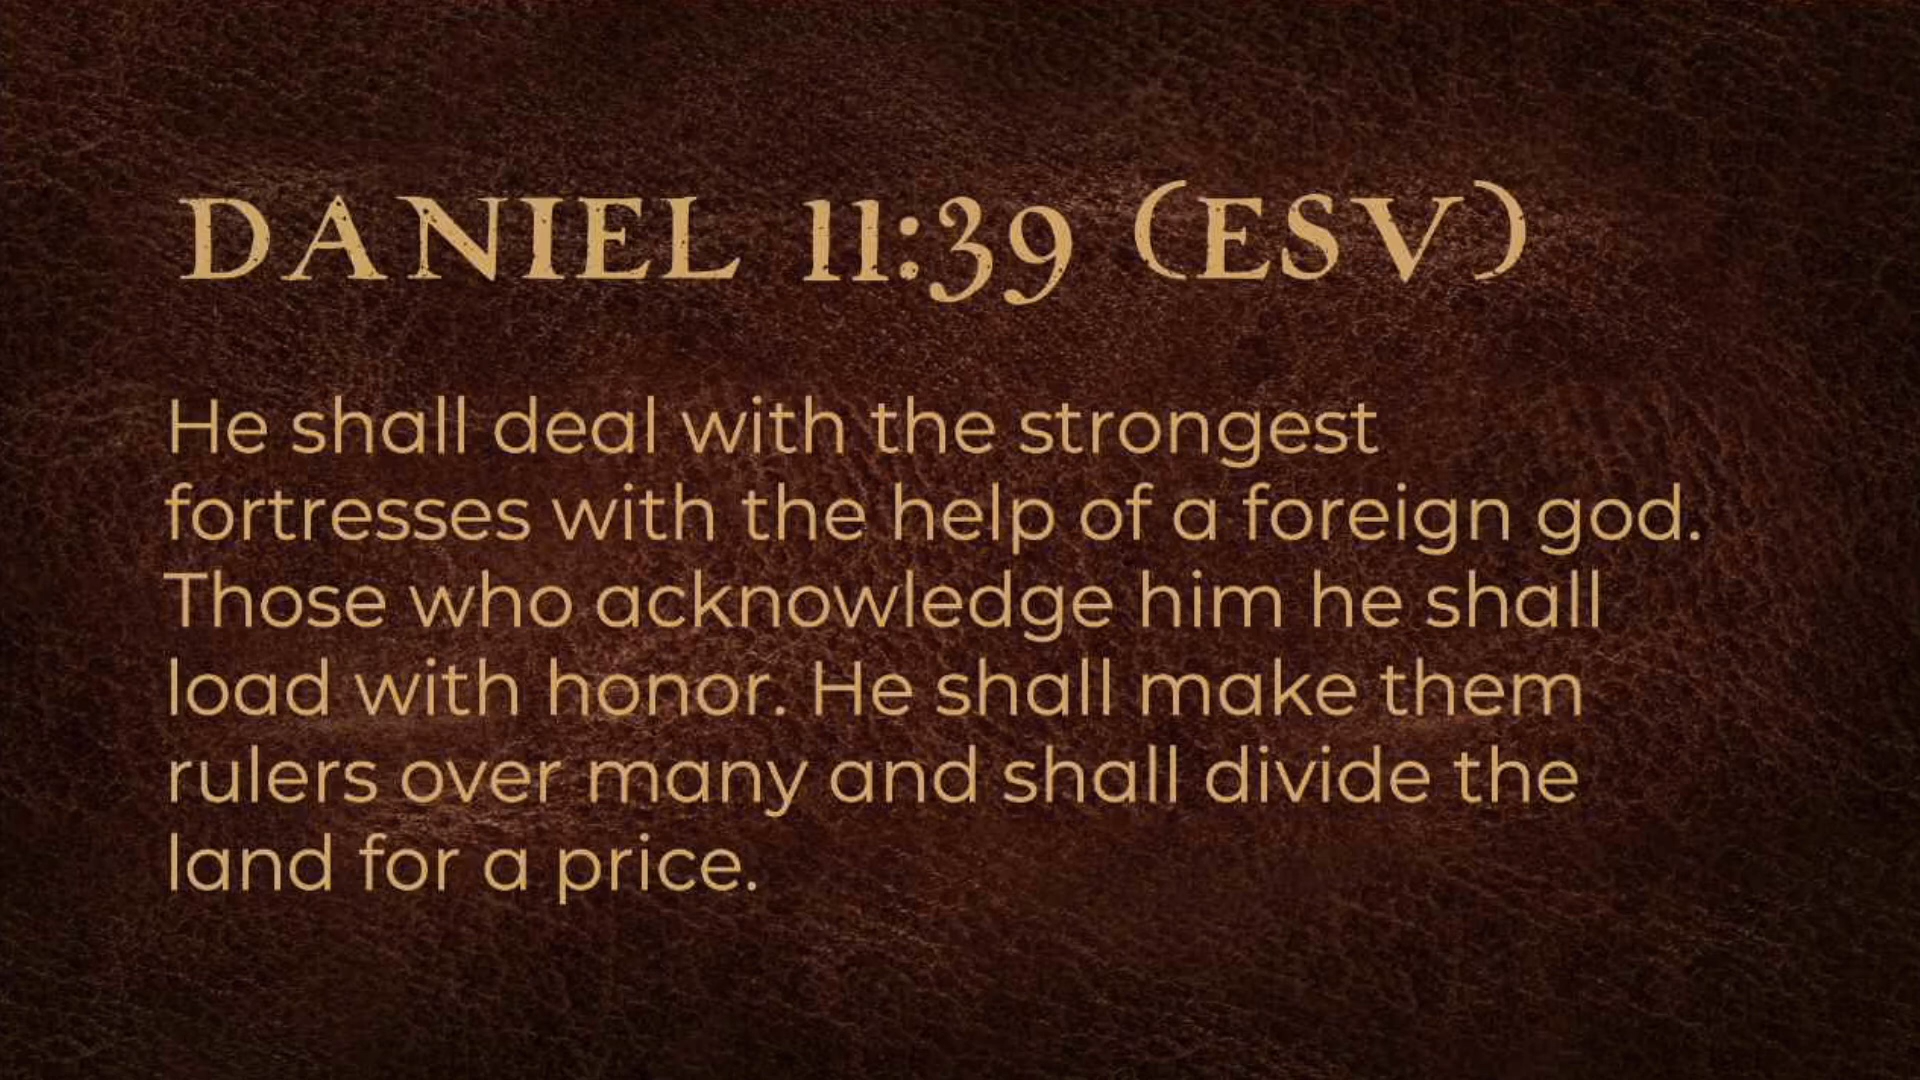 DANIEL 11:39 (ESV)
He shall deal with the strongest
fortresses with the help of a foreign god.
Those who acknowledge him he shall
load with honor. He shall make them
rulers over many and shall divide the
land for a price.